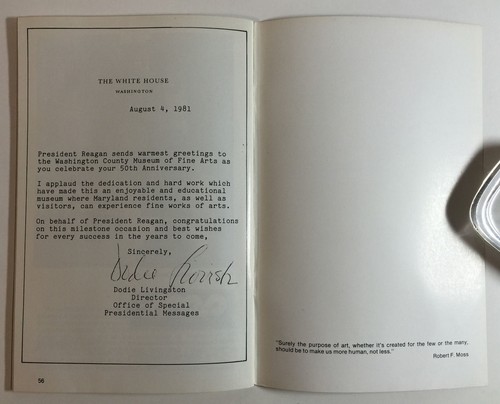 THE WHITE HOUSE
WASHINGTON
August 4, 1981
President Reagan sends warmest greetings to
the Washington County Museum of Fine Arts as
you celebrate your 50th Anniversary.
I applaud the dedication and hard work which
have made this an enjoyable and educational
museum where Maryland residents, as well as
visitors, can experience fine works of arts.
On behalf of President Reagan, congratulations
on this milestone occasion and best wishes
for every success in the years to come,
Sincerely,
Dodie Livingston
Director
Office of Special
Presidential Messages
56
"Surely the purpose of art, whether it's created for the few or the many,
should be to make us more human, not less."
Robert F. Moss